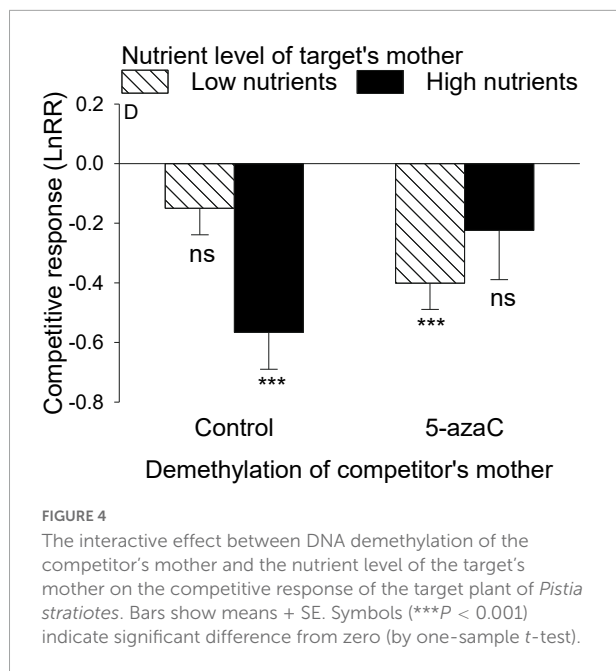 Nutrient level of target's mother
Low nutrients High nutrients
Competitive response (LnRR)
0.2
0.0
-0.2
-0.4
-0.6
-0.8
D
ns
***
***
ns
Control 5-azaC
Demethylation of competitor's mother
FIGURE 4
The interactive effect between DNA demethylation of the
competitor's mother and the nutrient level of the target's
mother on the competitive response of the target plant of Pistia
stratiotes. Bars show means + SE. Symbols (***P < 0.001)
indicate significant difference from zero (by one-sample t-test).